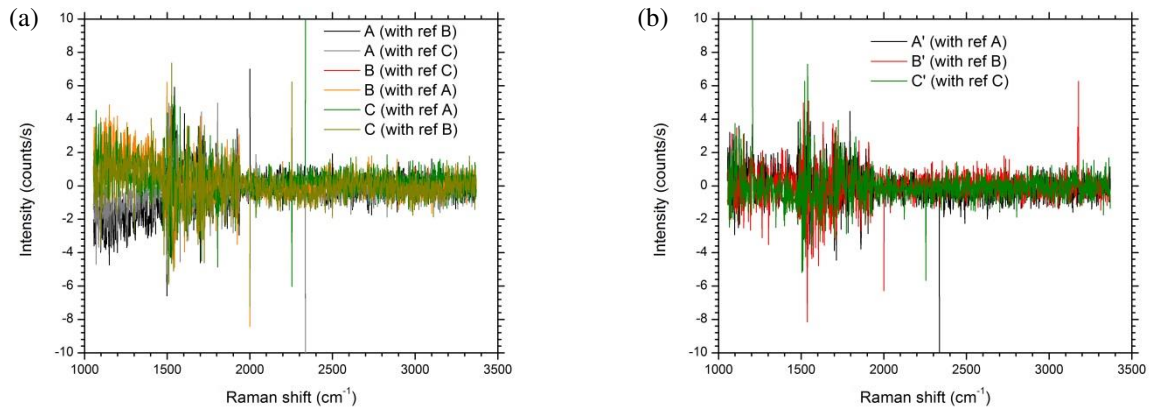 (a)
10
8
6
4
2
0
-2
-4
-6
-8
-10
1000 1500 2000 2500 3000 3500
Intensity (counts/s)
Raman shift (cm⁻¹)
A (with ref B)
A (with ref C)
B (with ref C)
B (with ref A)
C (with ref A)
C (with ref B)
(b)
10
8
6
4
2
0
-2
-4
-6
-8
-10
1000 1500 2000 2500 3000 3500
Intensity (counts/s)
Raman shift (cm⁻¹)
A' (with ref A)
B' (with ref B)
C' (with ref C)